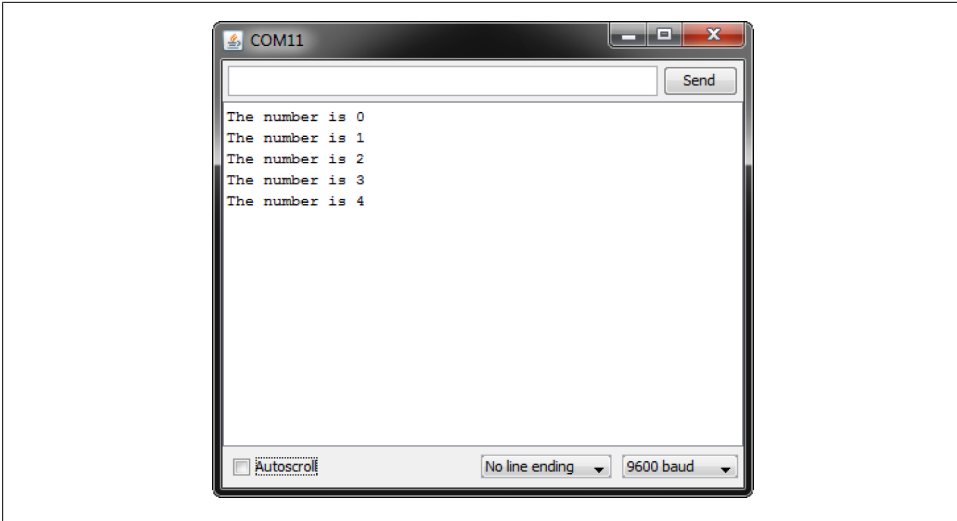 COM11
Send
The number is 0
The number is 1
The number is 2
The number is 3
The number is 4
Autoscroll
No line ending
9600 baud